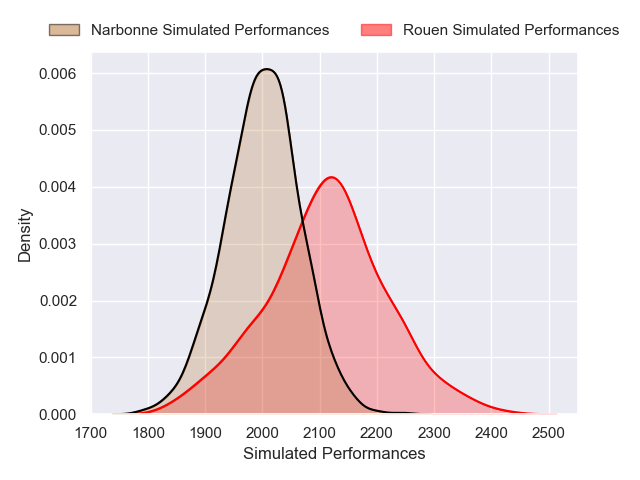 Narbonne Simulated Performances Rouen Simulated Performances
0.006
0.005
0.004
0.003
0.002
0.001
0.000
Density
1700 1800 1900 2000 2100 2200 2300 2400 2500
Simulated Performances